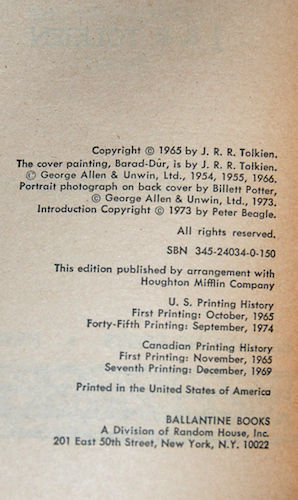 Copyright © 1965 by J. R. R. Tolkien.
The cover painting, Barad-Dûr, is by J. R. R. Tolkien.
© George Allen & Unwin, Ltd., 1954, 1955, 1966.
Portrait photograph on back cover by Billett Potter,
© George Allen & Unwin, Ltd., 1973.
Introduction Copyright © 1973 by Peter Beagle.
All rights reserved.
SBN 345-24034-0-150
This edition published by arrangement with
Houghton Mifflin Company
U. S. Printing History
First Printing: October, 1965
Forty-Fifth Printing: September, 1974
Canadian Printing History
First Printing: November, 1965
Seventh Printing: December, 1969
Printed in the United States of America
BALLANTINE BOOKS
A Division of Random House, Inc.
201 East 50th Street, New York, N.Y. 10022